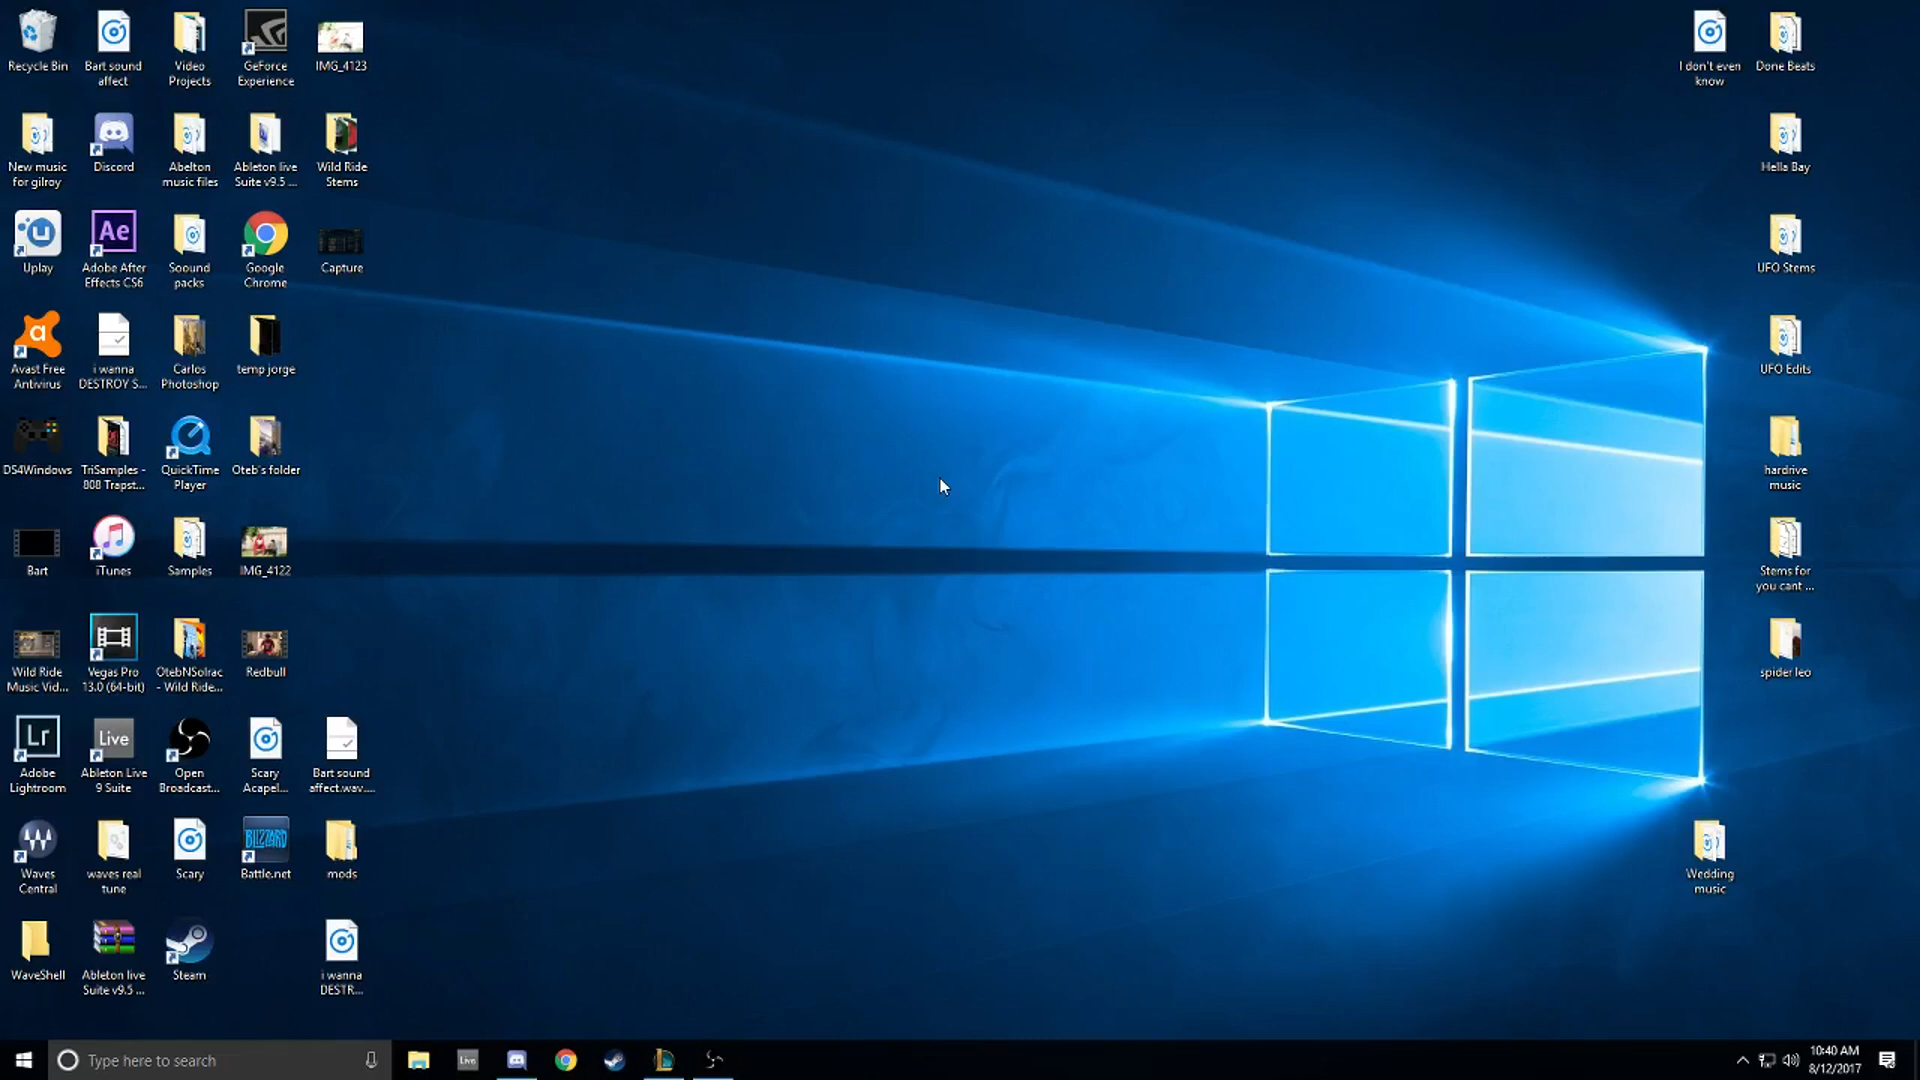 Recycle Bin
Bart sound
affect
Video
Projects
GeForce
Experience
IMG_4123
I don't even
know
Done Beats
New music
for gilroy
Discord
Abelton
music files
Ableton live
Suite v9.5 ...
Wild Ride
Stems
Hella Bay
Uplay
Ae
Adobe After
Effects CS6
Soound
packs
Google
Chrome
Capture
UFO Stems
Avast Free
Antivirus
i wanna
DESTROY S...
Carlos
Photoshop
temp jorge
UFO Edits
DS4Windows
TriSamples -
808 Trapst...
QuickTime
Player
Oteb's folder
hardrive
music
Bart
iTunes
Samples
IMG_4122
Stems for
you cant ...
Wild Ride
Music Vid...
Vegas Pro
13.0 (64-bit)
OtebNSolrac
- Wild Ride...
Redbull
spider leo
Lr
Adobe
Lightroom
Live
Ableton Live
9 Suite
Open
Broadcast...
Scary
Acapel...
Bart sound
affect.wav....
Waves
Central
waves real
tune
Scary
BLIZZARD
Battle.net
mods
Wedding
music
WaveShell
Ableton live
Suite v9.5 ...
Steam
i wanna
DESTR...
Type here to search
Live
10:40 AM
8/12/2017